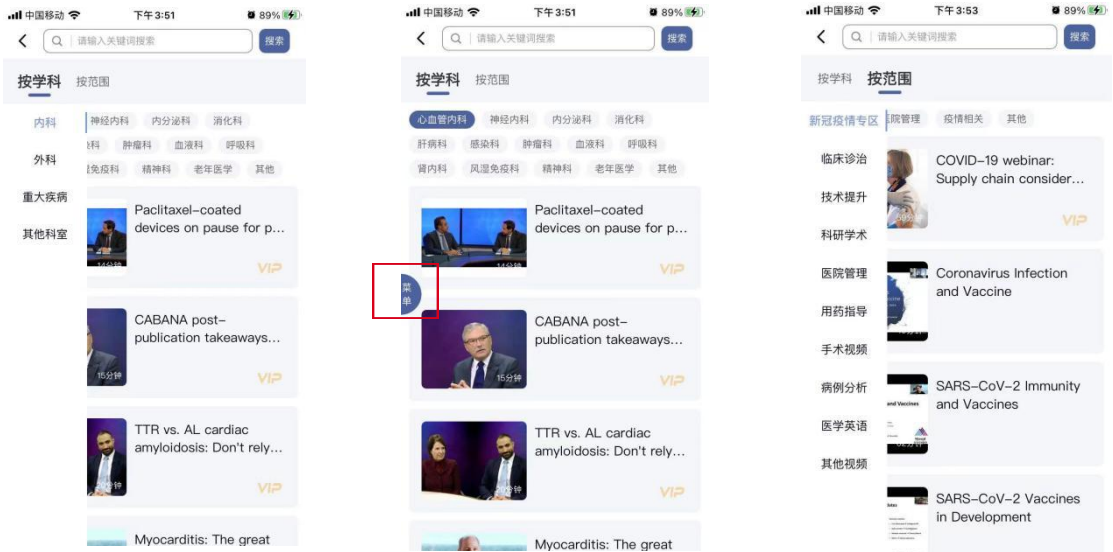 中国移动 下午3:51 89%
请输入关键词搜索 搜索
按学科 按范围
内科 神经内科 内分泌科 消化科
肿瘤科 血液科 呼吸科
外科 精神科 老年医学 其他
重大疾病
其他科室
Paclitaxel-coated
devices on pause for p...
14分钟
VIP
CABANA post-
publication takeaways...
15分钟
VIP
TTR vs. AL cardiac
amyloidosis: Don't rely...
VIP
Myocarditis: The great
中国移动 下午3:51 89%
请输入关键词搜索 搜索
按学科 按范围
心血管内科 神经内科 内分泌科 消化科
肝病科 感染科 肿瘤科 血液科 呼吸科
肾内科 风湿免疫科 精神科 老年医学 其他
Paclitaxel-coated
devices on pause for p...
14分钟
VIP
菜单
CABANA post-
publication takeaways...
15分钟
VIP
TTR vs. AL cardiac
amyloidosis: Don't rely...
VIP
Myocarditis: The great
中国移动 下午3:53 89%
请输入关键词搜索 搜索
按学科 按范围
新冠疫情专区 院管理 疫情相关 其他
临床诊治
技术提升
科研学术
医院管理
用药指导
手术视频
病例分析
医学英语
其他视频
COVID-19 webinar:
Supply chain consider...
VIP
Coronavirus Infection
and Vaccine
SARS-CoV-2 Immunity
and Vaccines
SARS-CoV-2 Vaccines
in Development